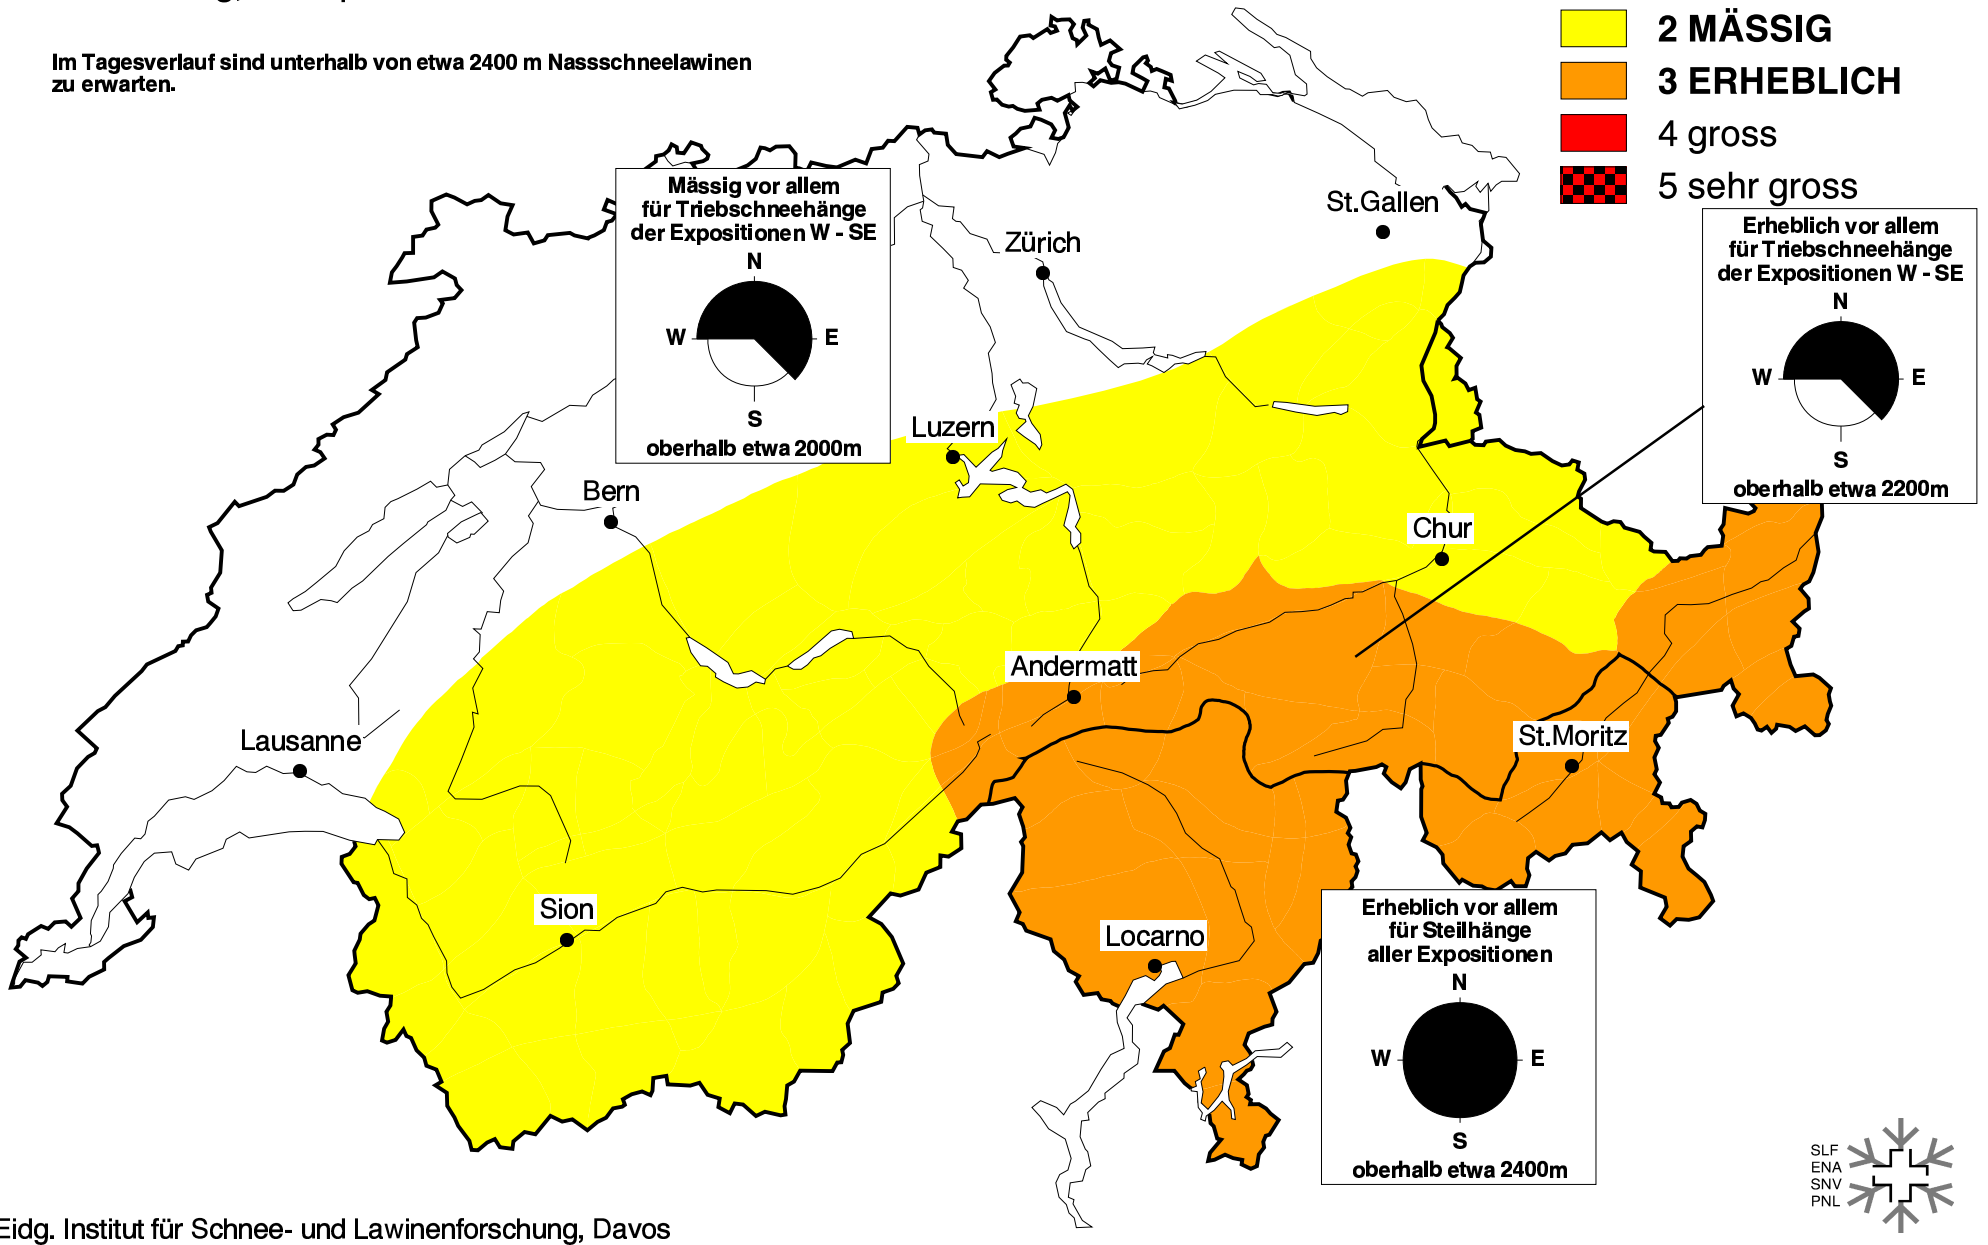 Im Tagesverlauf sind unterhalb von etwa 2400 m Nassschneelawinen
zu erwarten.
2 MÄSSIG
3 ERHEBLICH
4 gross
5 sehr gross
Mässig vor allem
für Triebschneehänge
der Expositionen W - SE
N
W
E
S
oberhalb etwa 2000m
Erheblich vor allem
für Triebschneehänge
der Expositionen W - SE
N
W
E
S
oberhalb etwa 2200m
St.Gallen
Zürich
Luzern
Bern
Chur
Andermatt
St.Moritz
Lausanne
Sion
Locarno
Erheblich vor allem
für Steilhänge
aller Expositionen
N
W
E
S
oberhalb etwa 2400m
SLF
ENA
SNV
PNL
Eidg. Institut für Schnee- und Lawinenforschung, Davos